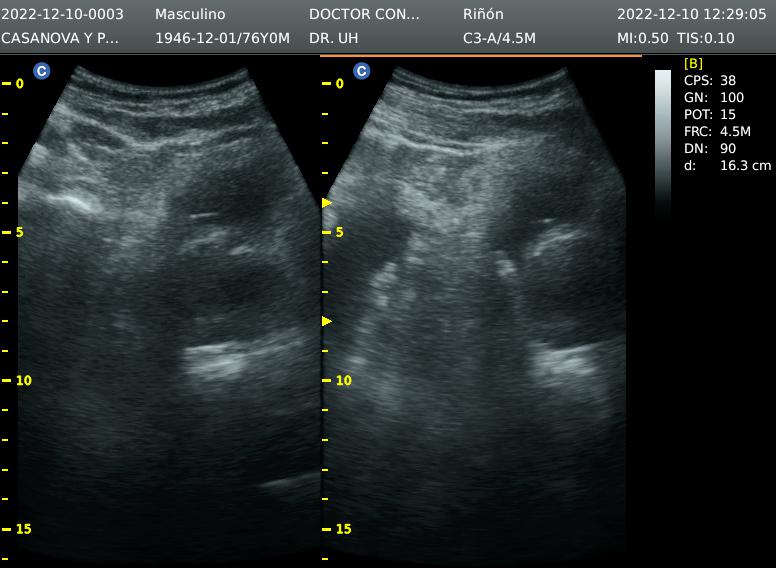 2022-12-10-0003 Masculino DOCTOR CON... Riñón 2022-12-10 12:29:05
CASANOVA Y P... 1946-12-01/76Y0M DR. UH C3-A/4.5M MI:0.50 TIS:0.10
C
C
[B]
CPS: 38
GN: 100
POT: 15
FRC: 4.5M
DN: 90
d: 16.3 cm
0
5
10
15
0
5
10
15